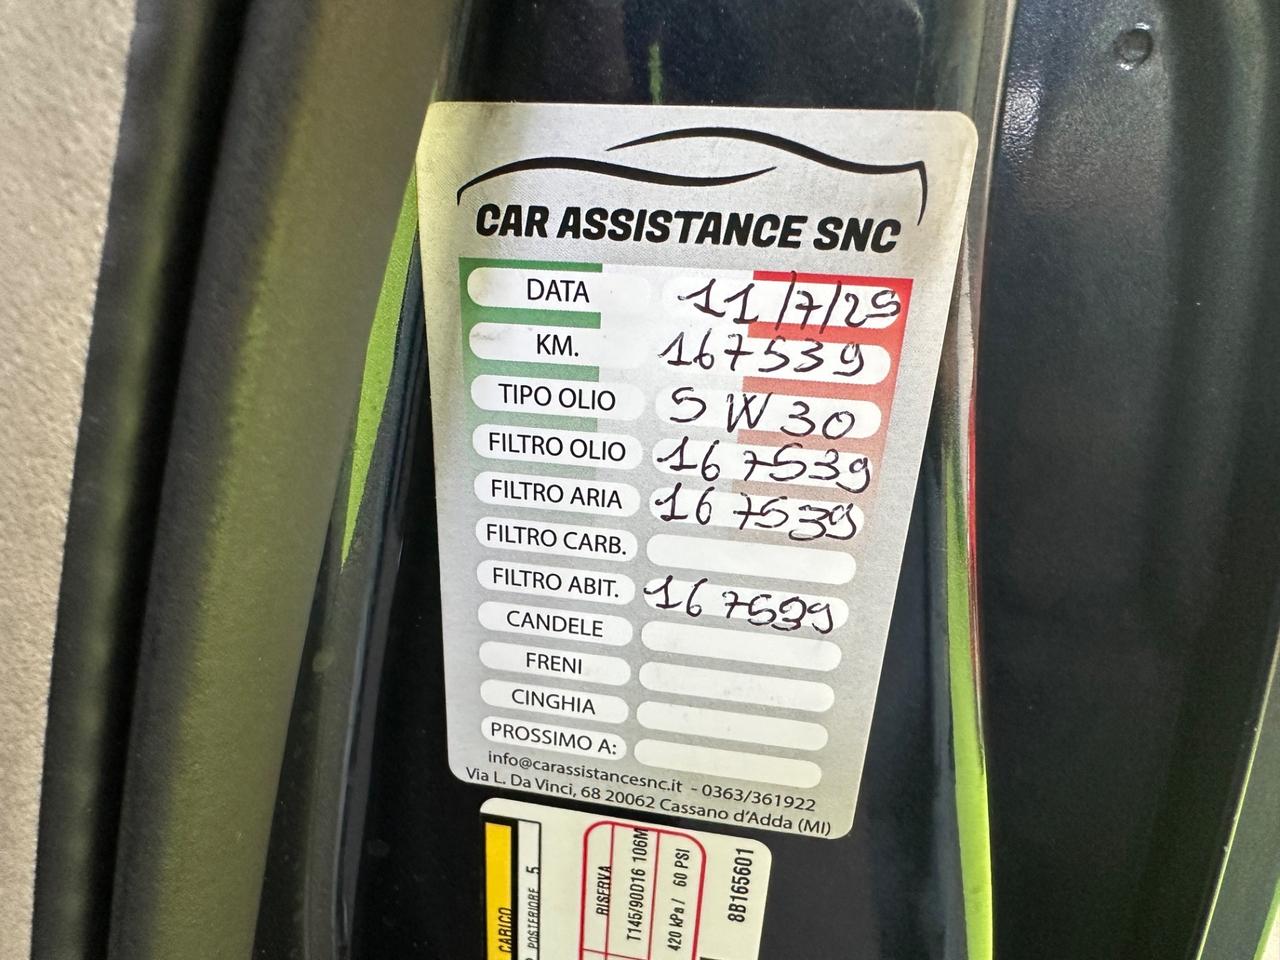 CAR ASSISTANCE SNC
DATA 11/7/25
KM. 167539
TIPO OLIO 5W30
FILTRO OLIO 167539
FILTRO ARIA 167539
FILTRO CARB.
FILTRO ABIT. 167539
CANDELE
FRENI
CINGHIA
PROSSIMO A:
info@carassistancesnc.it - 0363/361922
Via L. Da Vinci, 68 20062 Cassano d'Adda (MI)
CARICO
POSTERIORE 5
RISERVA
T145/90D16 106M
420 kPa / 60 PSI
8B165601